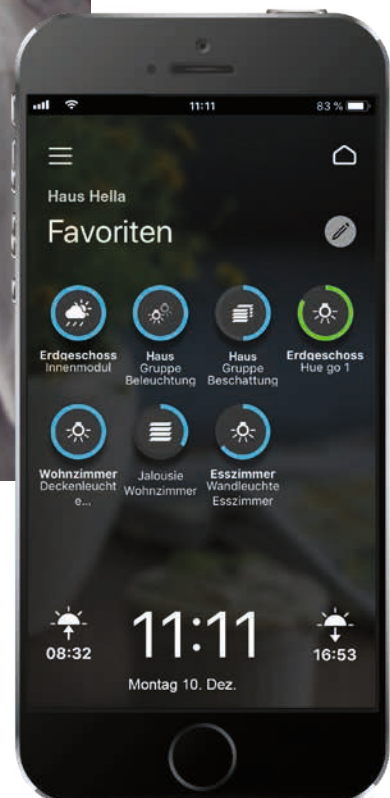 11:11
83 %
Haus Hella
Favoriten
Erdgeschoss
Innenmodul
Haus
Gruppe
Beleuchtung
Haus
Gruppe
Beschattung
Erdgeschoss
Hue go 1
Wohnzimmer
Deckenleucht
e...
Jalousie
Wohnzimmer
Esszimmer
Wandleuchte
Esszimmer
08:32
11:11
16:53
Montag 10. Dez.